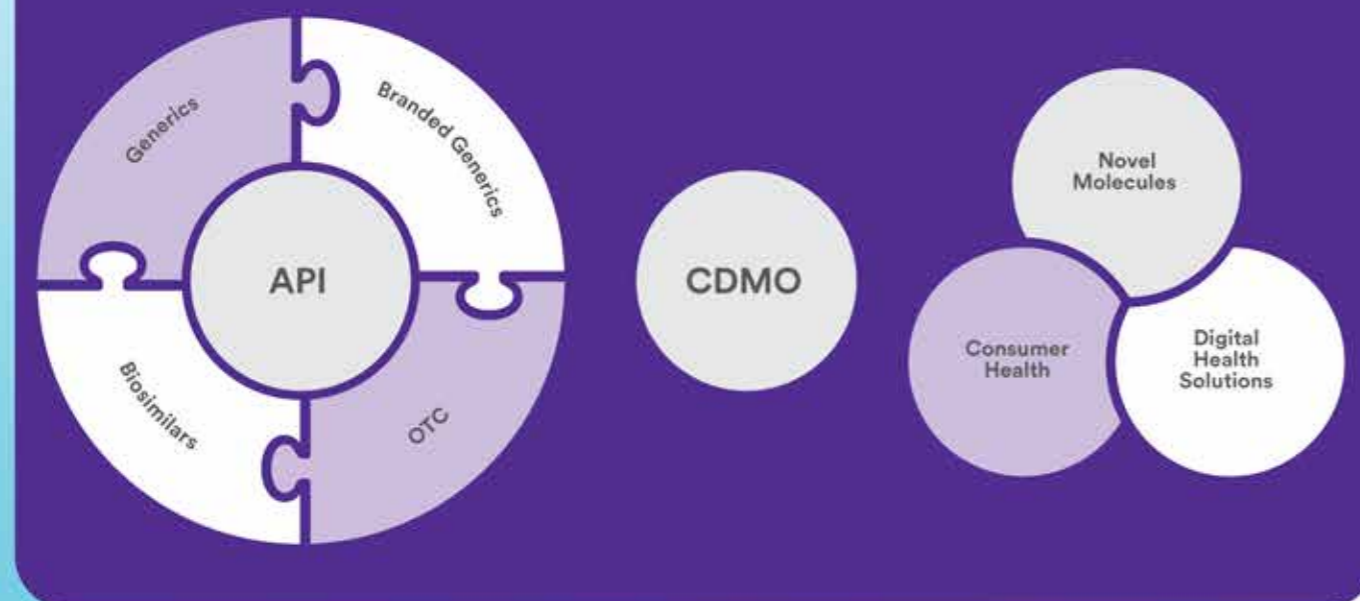 Generics
Branded Generics
API
Biosimilars
OTC
CDMO
Novel
Molecules
Consumer
Health
Digital
Health
Solutions